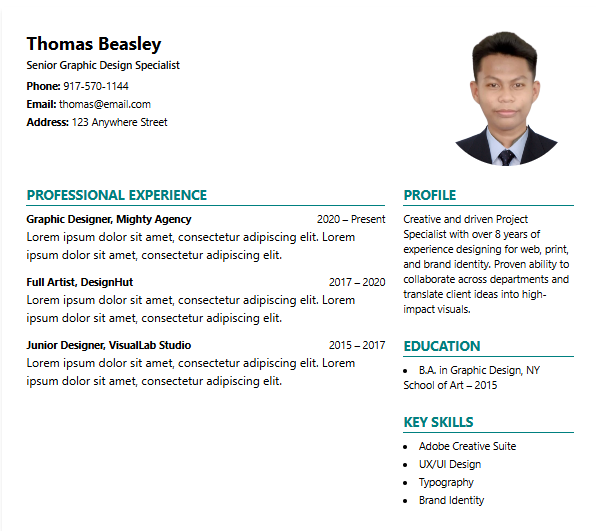 Thomas Beasley
Senior Graphic Design Specialist
Phone: 917-570-1144
Email: thomas@email.com
Address: 123 Anywhere Street
PROFESSIONAL EXPERIENCE
Graphic Designer, Mighty Agency 2020 – Present
Lorem ipsum dolor sit amet, consectetur adipiscing elit. Lorem
ipsum dolor sit amet, consectetur adipiscing elit.
Full Artist, DesignHut 2017 – 2020
Lorem ipsum dolor sit amet, consectetur adipiscing elit. Lorem
ipsum dolor sit amet, consectetur adipiscing elit.
Junior Designer, VisualLab Studio 2015 – 2017
Lorem ipsum dolor sit amet, consectetur adipiscing elit. Lorem
ipsum dolor sit amet, consectetur adipiscing elit.
PROFILE
Creative and driven Project
Specialist with over 8 years of
experience designing for web, print,
and brand identity. Proven ability to
collaborate across departments and
translate client ideas into high-
impact visuals.
EDUCATION
• B.A. in Graphic Design, NY
School of Art – 2015
KEY SKILLS
• Adobe Creative Suite
• UX/UI Design
• Typography
• Brand Identity